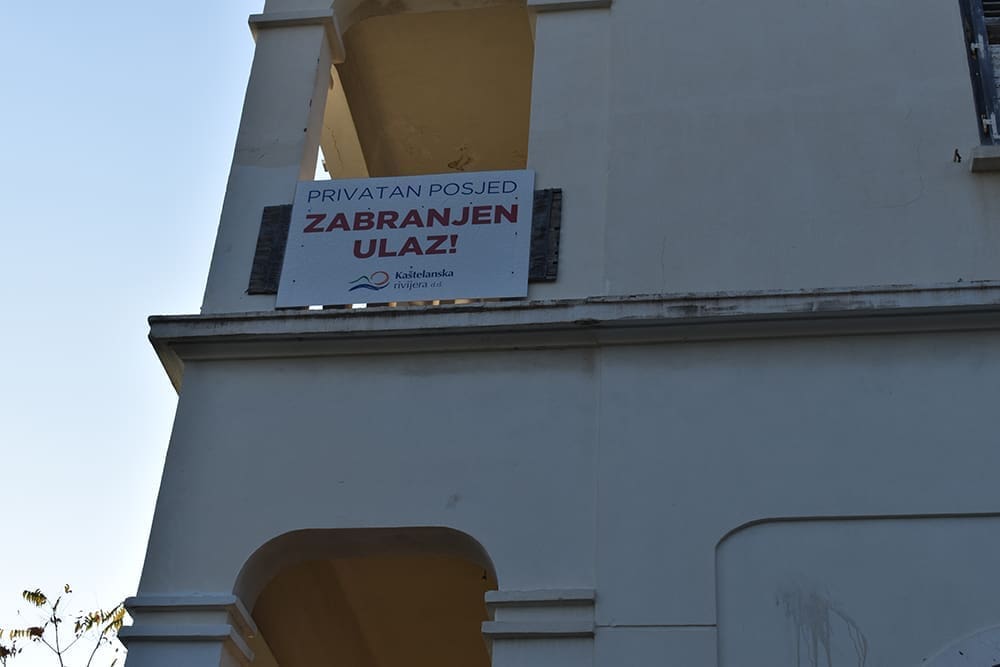 PRIVATAN POSJED
ZABRANJEN
ULAZ!
Kaštelanska
rivijera d.d.